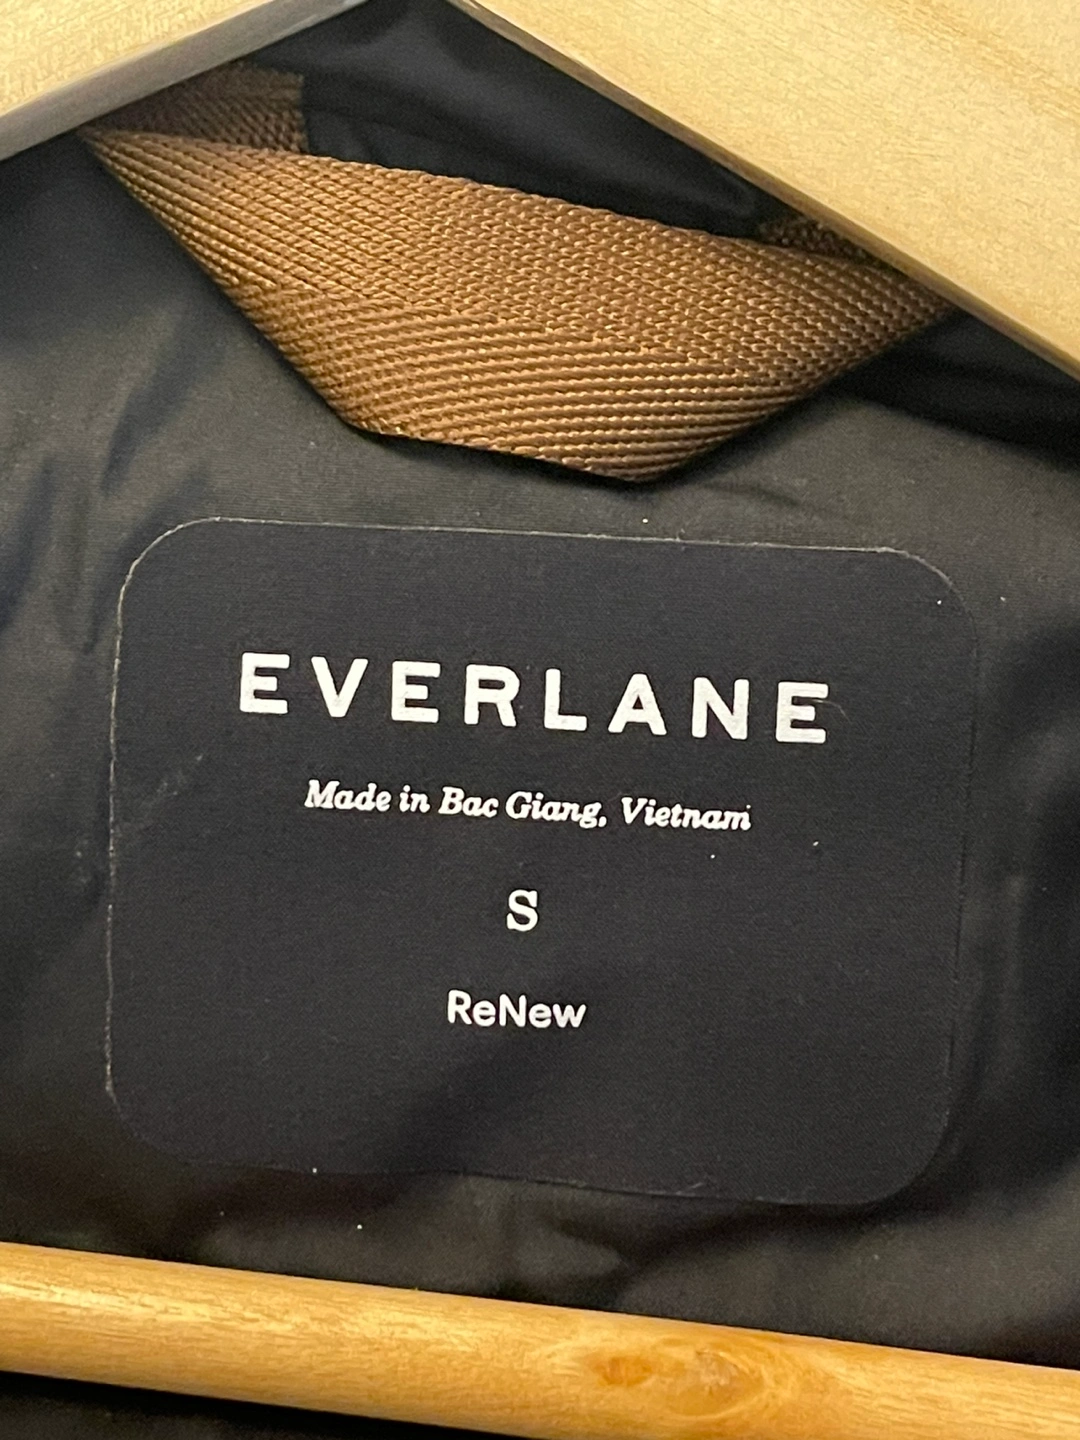 EVERLANE
Made in Bac Giang, Vietnam
S
ReNew